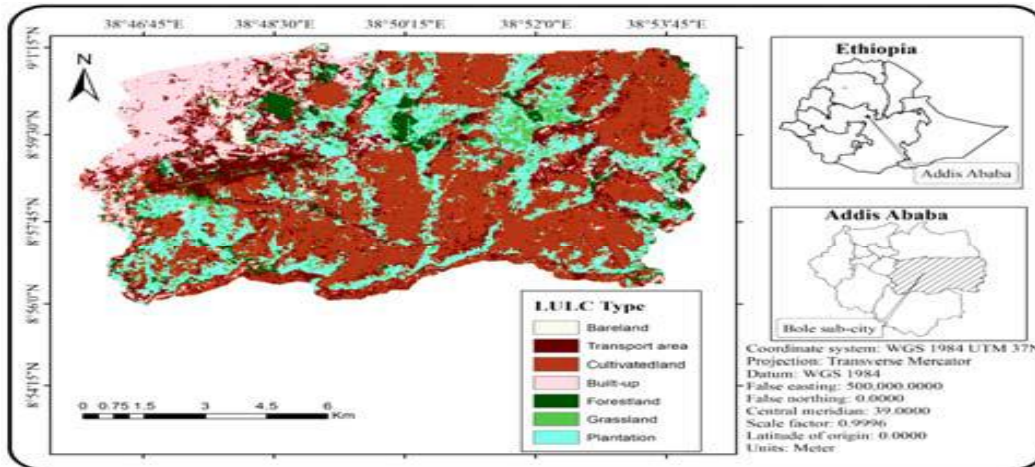 38°46'45"E 38°48'30"E 38°50'15"E 38°52'0"E 38°53'45"E
9°1'15"N
8°59'30"N
8°57'45"N
8°56'0"N
8°54'15"N
N
LULC Type
Bareland
Transport area
Cultivatedland
Built-up
Forestland
Grassland
Plantation
0 0.75 1.5 3 4.5 6
Km
Ethiopia
Addis Ababa
Addis Ababa
Bole sub-city
Coordinate system: WGS 1984 UTM 37N
Projection: Transverse Mercator
Datum: WGS 1984
False easting: 500,000.0000
False northing: 0.0000
Central meridian: 39.0000
Scale factor: 0.9996
Latitude of origin: 0.0000
Units: Meter